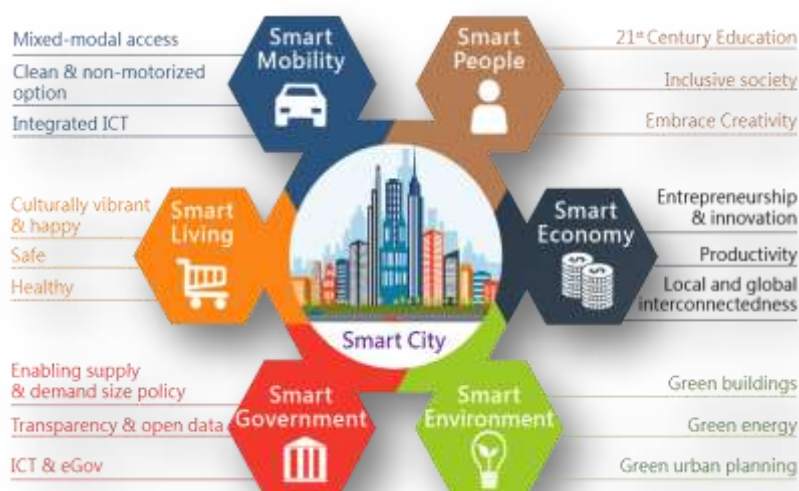 Mixed-modal access
Clean & non-motorized
option
Integrated ICT
Smart
Mobility
Smart
People
21st Century Education
Inclusive society
Embrace Creativity
Culturally vibrant
& happy
Safe
Healthy
Smart
Living
Smart
Economy
Entrepreneurship
& innovation
Productivity
Local and global
interconnectedness
Smart City
Enabling supply
& demand size policy
Transparency & open data
ICT & eGov
Smart
Government
Smart
Environment
Green buildings
Green energy
Green urban planning